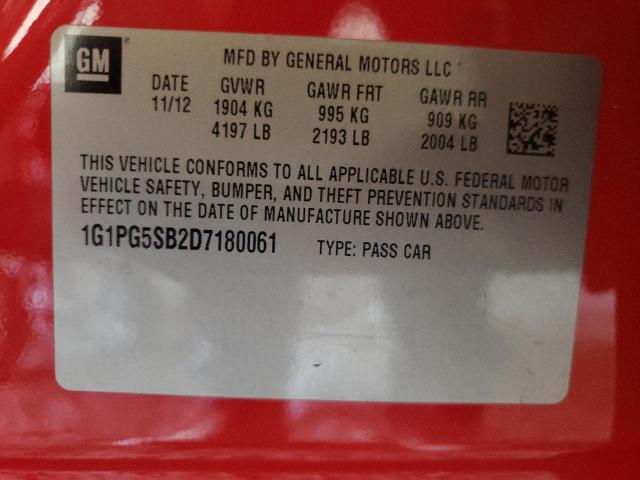 GM
MFD BY GENERAL MOTORS LLC
DATE GVWR GAWR FRT GAWR RR
11/12 1904 KG 995 KG 909 KG
4197 LB 2193 LB 2004 LB
THIS VEHICLE CONFORMS TO ALL APPLICABLE U.S. FEDERAL MOTOR
VEHICLE SAFETY, BUMPER, AND THEFT PREVENTION STANDARDS IN
EFFECT ON THE DATE OF MANUFACTURE SHOWN ABOVE.
1G1PG5SB2D7180061 TYPE: PASS CAR